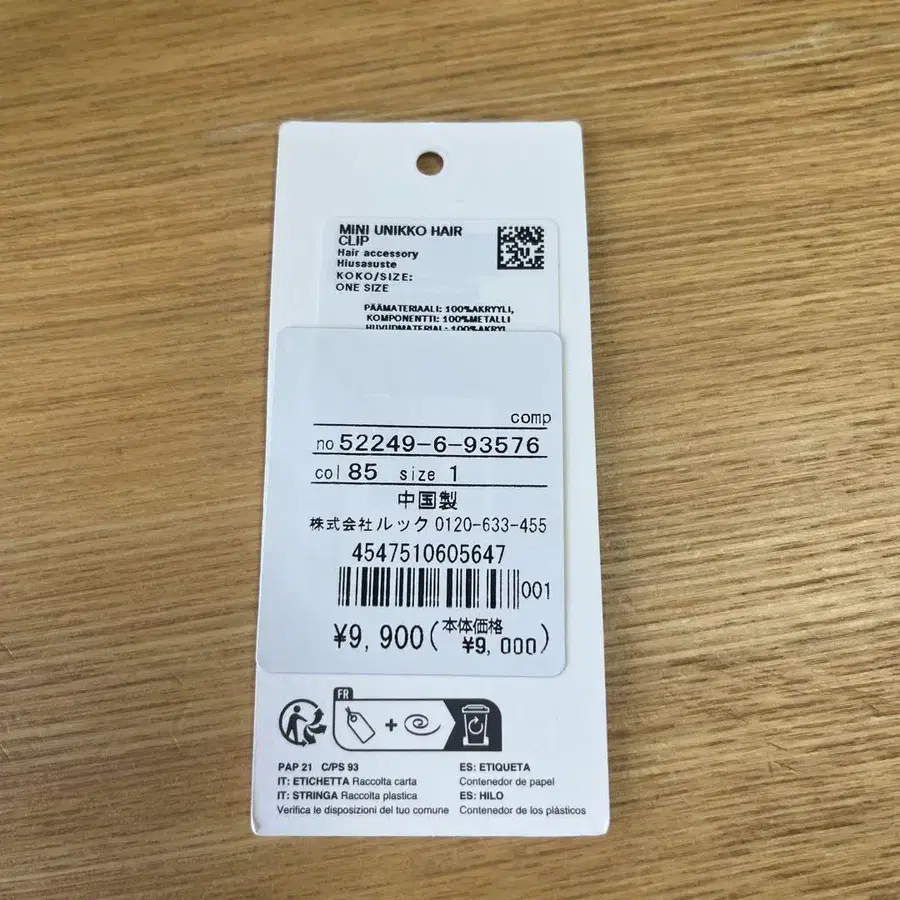 MINI UNIKKO HAIR
CLIP
Hair accessory
Hiusasuste
KOKO/SIZE:
ONE SIZE
PÄÄMATERIAALI: 100%AKRYYLI,
KOMPONENTTI: 100%METALLI
HUVUDMATERIAL: 100%AKRYL
comp
no 52249-6-93576
col 85 size 1
中国製
株式会社ルック 0120-633-455
4547510605647
001
¥9,900(本体価格 ¥9,000)
FR
PAP 21 C/PS 93
IT: ETICHETTA Raccolta carta
IT: STRINGA Raccolta plastica
Verifica le disposizioni del tuo comune
ES: ETIQUETA
Contenedor de papel
ES: HILO
Contenedor de los plásticos